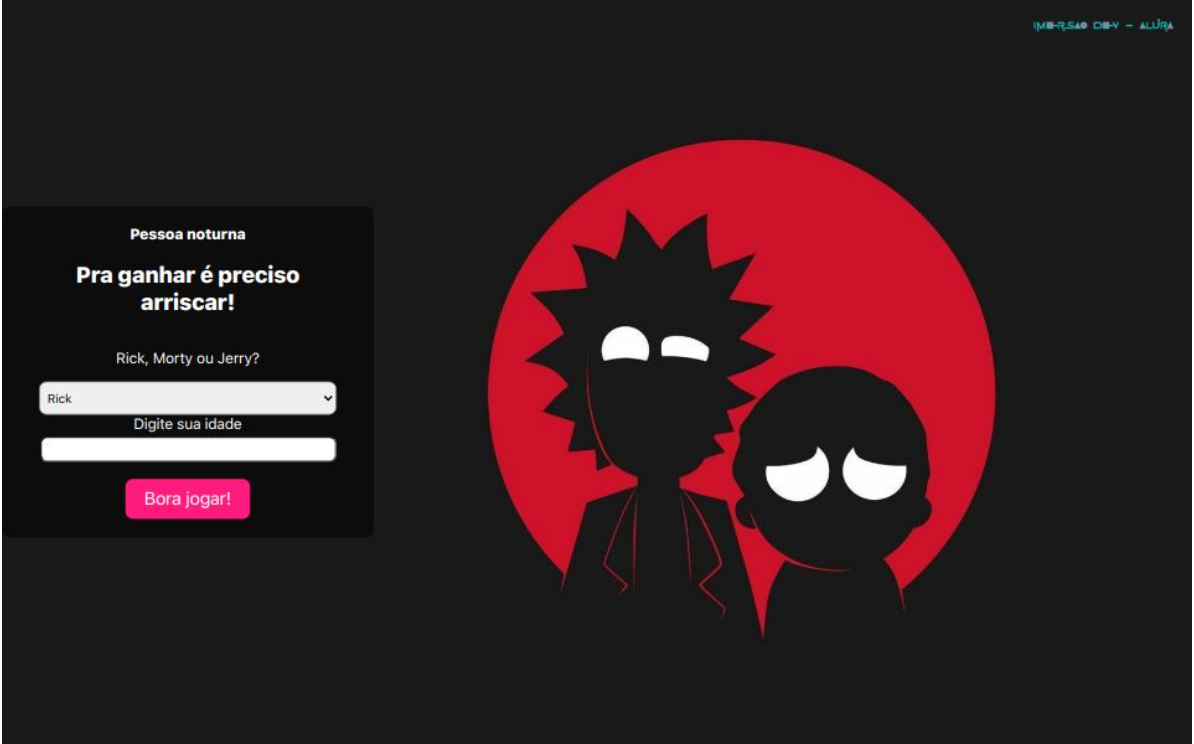 IMERSAO DEV - ALURA
Pessoa noturna
Pra ganhar é preciso
arriscar!
Rick, Morty ou Jerry?
Rick
Digite sua idade
Bora jogar!